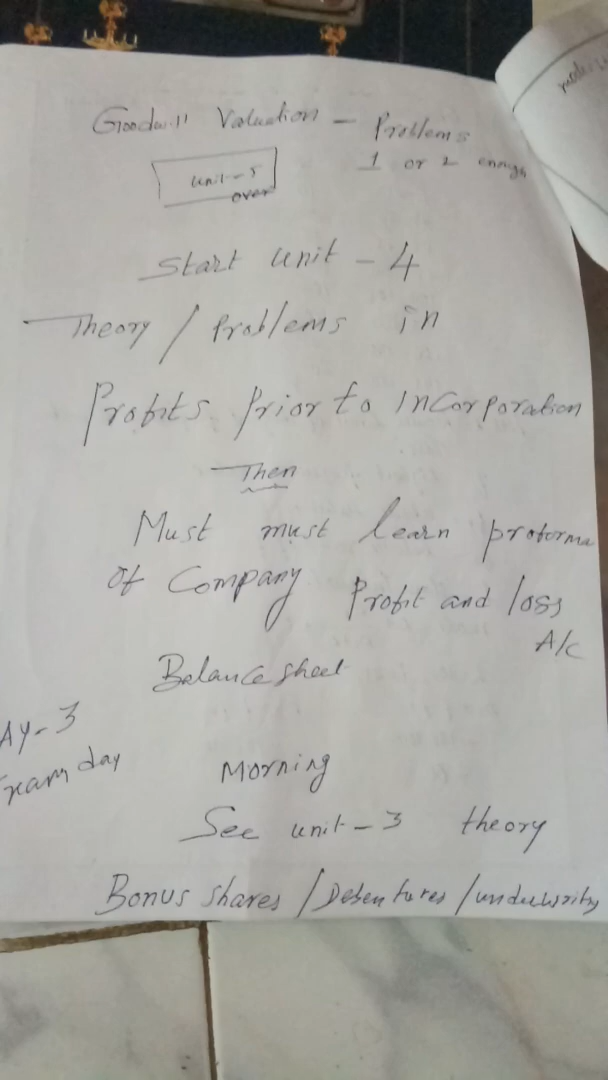 Goodwill Valuation - Problems
1 or 2 enough
unit-5
over
Start unit - 4
Theory / Problems in
Profits Prior to Incorporation
Then
Must must learn proforma
of Company Profit and loss
A/c
Balance sheet
AY-3
Exam day
Morning
See unit-3 theory
Bonus shares / Debentures /